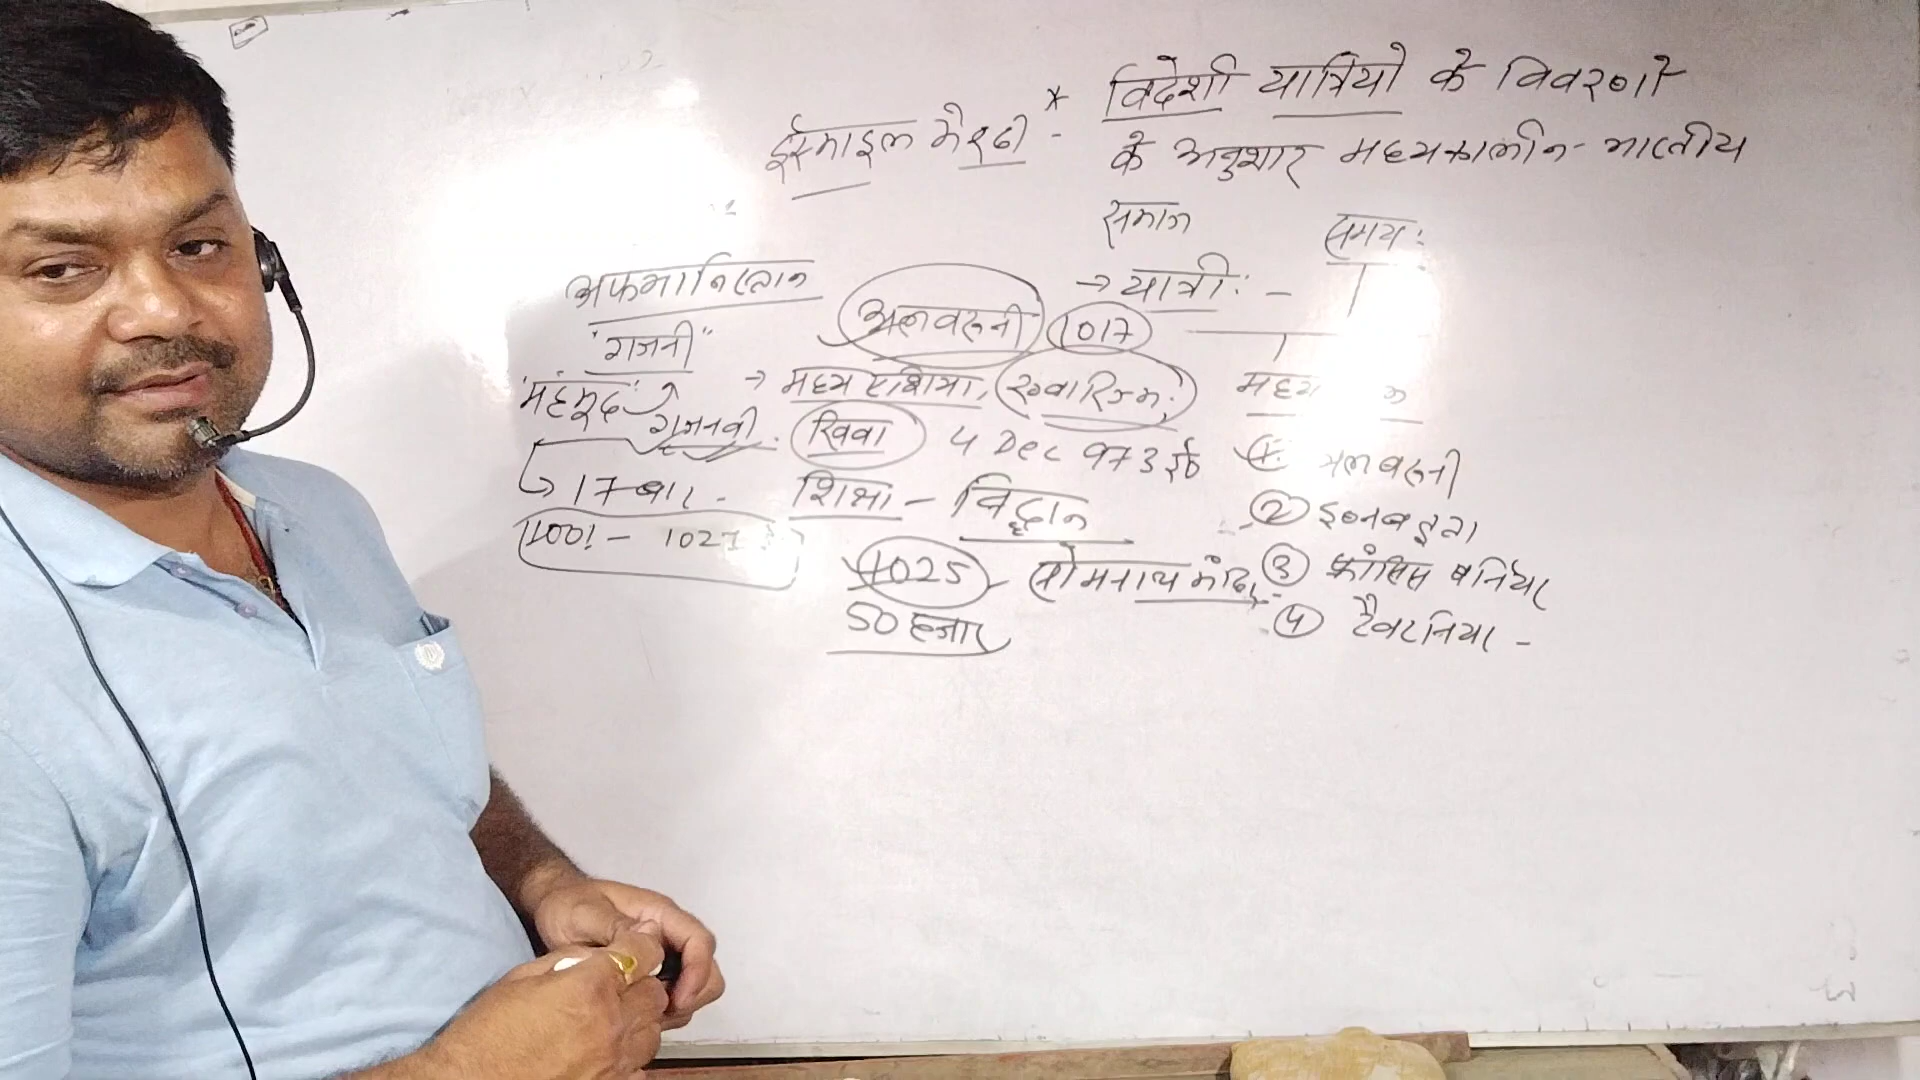 * विदेशी यात्रियो के विवरणो
ईस्माइल मेरठी :-
के अनुशार मध्यकालीन - भारतीय
समाज
समय :
→ यात्री : -
अफगानिस्तान
अलवरूनी 1017
"गजनी"
'महमूद' गजनवी
→ मध्य एशिया, ख्वारिज्म,
मध्य
खिवा 4 Dec 973 ई०
① अलबरूनी
↳ 17 बार -
शिक्षा - विद्वान
② इब्नबतूता
1001 - 1027 ई
1025 - सोमनाथ मंदिर -
③ फ्रांसिस बर्नियर
50 हजार
④ टैवरनियर -